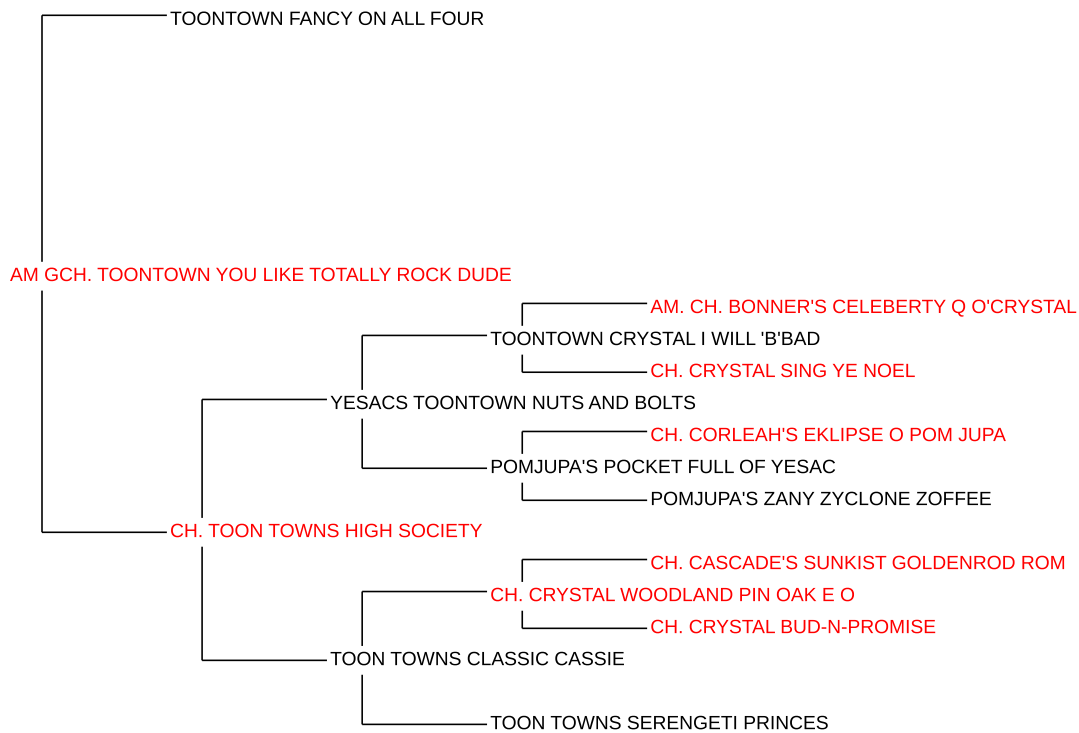 TOONTOWN FANCY ON ALL FOUR
AM GCH. TOONTOWN YOU LIKE TOTALLY ROCK DUDE
AM. CH. BONNER'S CELEBERTY Q O'CRYSTAL
TOONTOWN CRYSTAL I WILL 'B'BAD
CH. CRYSTAL SING YE NOEL
YESACS TOONTOWN NUTS AND BOLTS
CH. CORLEAH'S EKLIPSE O POM JUPA
POMJUPA'S POCKET FULL OF YESAC
POMJUPA'S ZANY ZYCLONE ZOFFEE
CH. TOON TOWNS HIGH SOCIETY
CH. CASCADE'S SUNKIST GOLDENROD ROM
CH. CRYSTAL WOODLAND PIN OAK E O
CH. CRYSTAL BUD-N-PROMISE
TOON TOWNS CLASSIC CASSIE
TOON TOWNS SERENGETI PRINCES